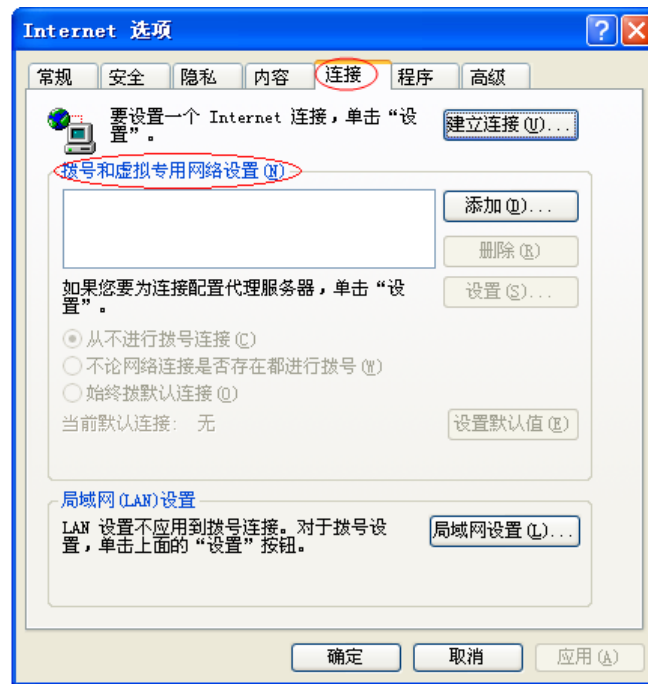 Internet 选项
常规 安全 隐私 内容 连接 程序 高级
要设置一个 Internet 连接，单击“设
置”。
建立连接(U)...
拨号和虚拟专用网络设置(N)
添加(D)...
删除(R)
如果您要为连接配置代理服务器，单击“设
置”。
设置(S)...
从不进行拨号连接(C)
不论网络连接是否存在都进行拨号(W)
始终拨默认连接(O)
当前默认连接: 无
设置默认值(E)
局域网(LAN)设置
LAN 设置不应用到拨号连接。对于拨号设
置，单击上面的“设置”按钮。
局域网设置(L)...
确定 取消 应用(A)